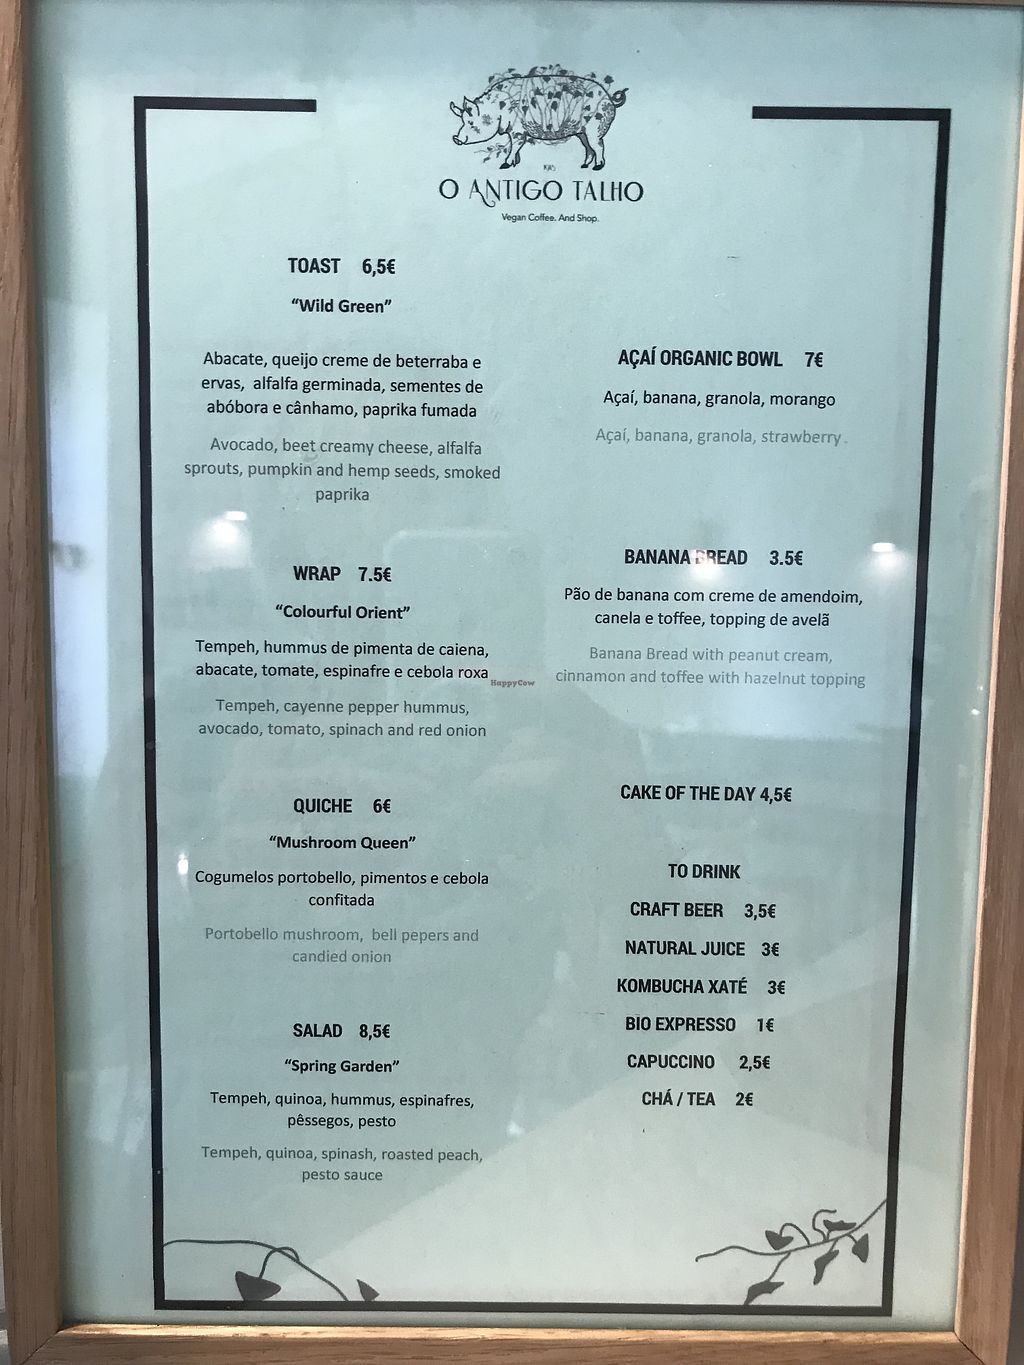 O ANTIGO TALHO
Vegan Coffee. And Shop.
TOAST 6,5€
“Wild Green”
Abacate, queijo creme de beterraba e
ervas, alfalfa germinada, sementes de
abóbora e cânhamo, paprika fumada
Avocado, beet creamy cheese, alfalfa
sprouts, pumpkin and hemp seeds, smoked
paprika
WRAP 7.5€
“Colourful Orient”
Tempeh, hummus de pimenta de caiena,
abacate, tomate, espinafre e cebola roxa
Tempeh, cayenne pepper hummus,
avocado, tomato, spinach and red onion
QUICHE 6€
“Mushroom Queen”
Cogumelos portobello, pimentos e cebola
confitada
Portobello mushroom, bell pepers and
candied onion
SALAD 8,5€
“Spring Garden”
Tempeh, quinoa, hummus, espinafres,
pêssegos, pesto
Tempeh, quinoa, spinash, roasted peach,
pesto sauce
AÇAÍ ORGANIC BOWL 7€
Açaí, banana, granola, morango
Açaí, banana, granola, strawberry
BANANA BREAD 3.5€
Pão de banana com creme de amendoim,
canela e toffee, topping de avelã
Banana Bread with peanut cream,
cinnamon and toffee with hazelnut topping
CAKE OF THE DAY 4,5€
TO DRINK
CRAFT BEER 3,5€
NATURAL JUICE 3€
KOMBUCHA XATÉ 3€
BIO EXPRESSO 1€
CAPUCCINO 2,5€
CHÁ / TEA 2€
HappyCow